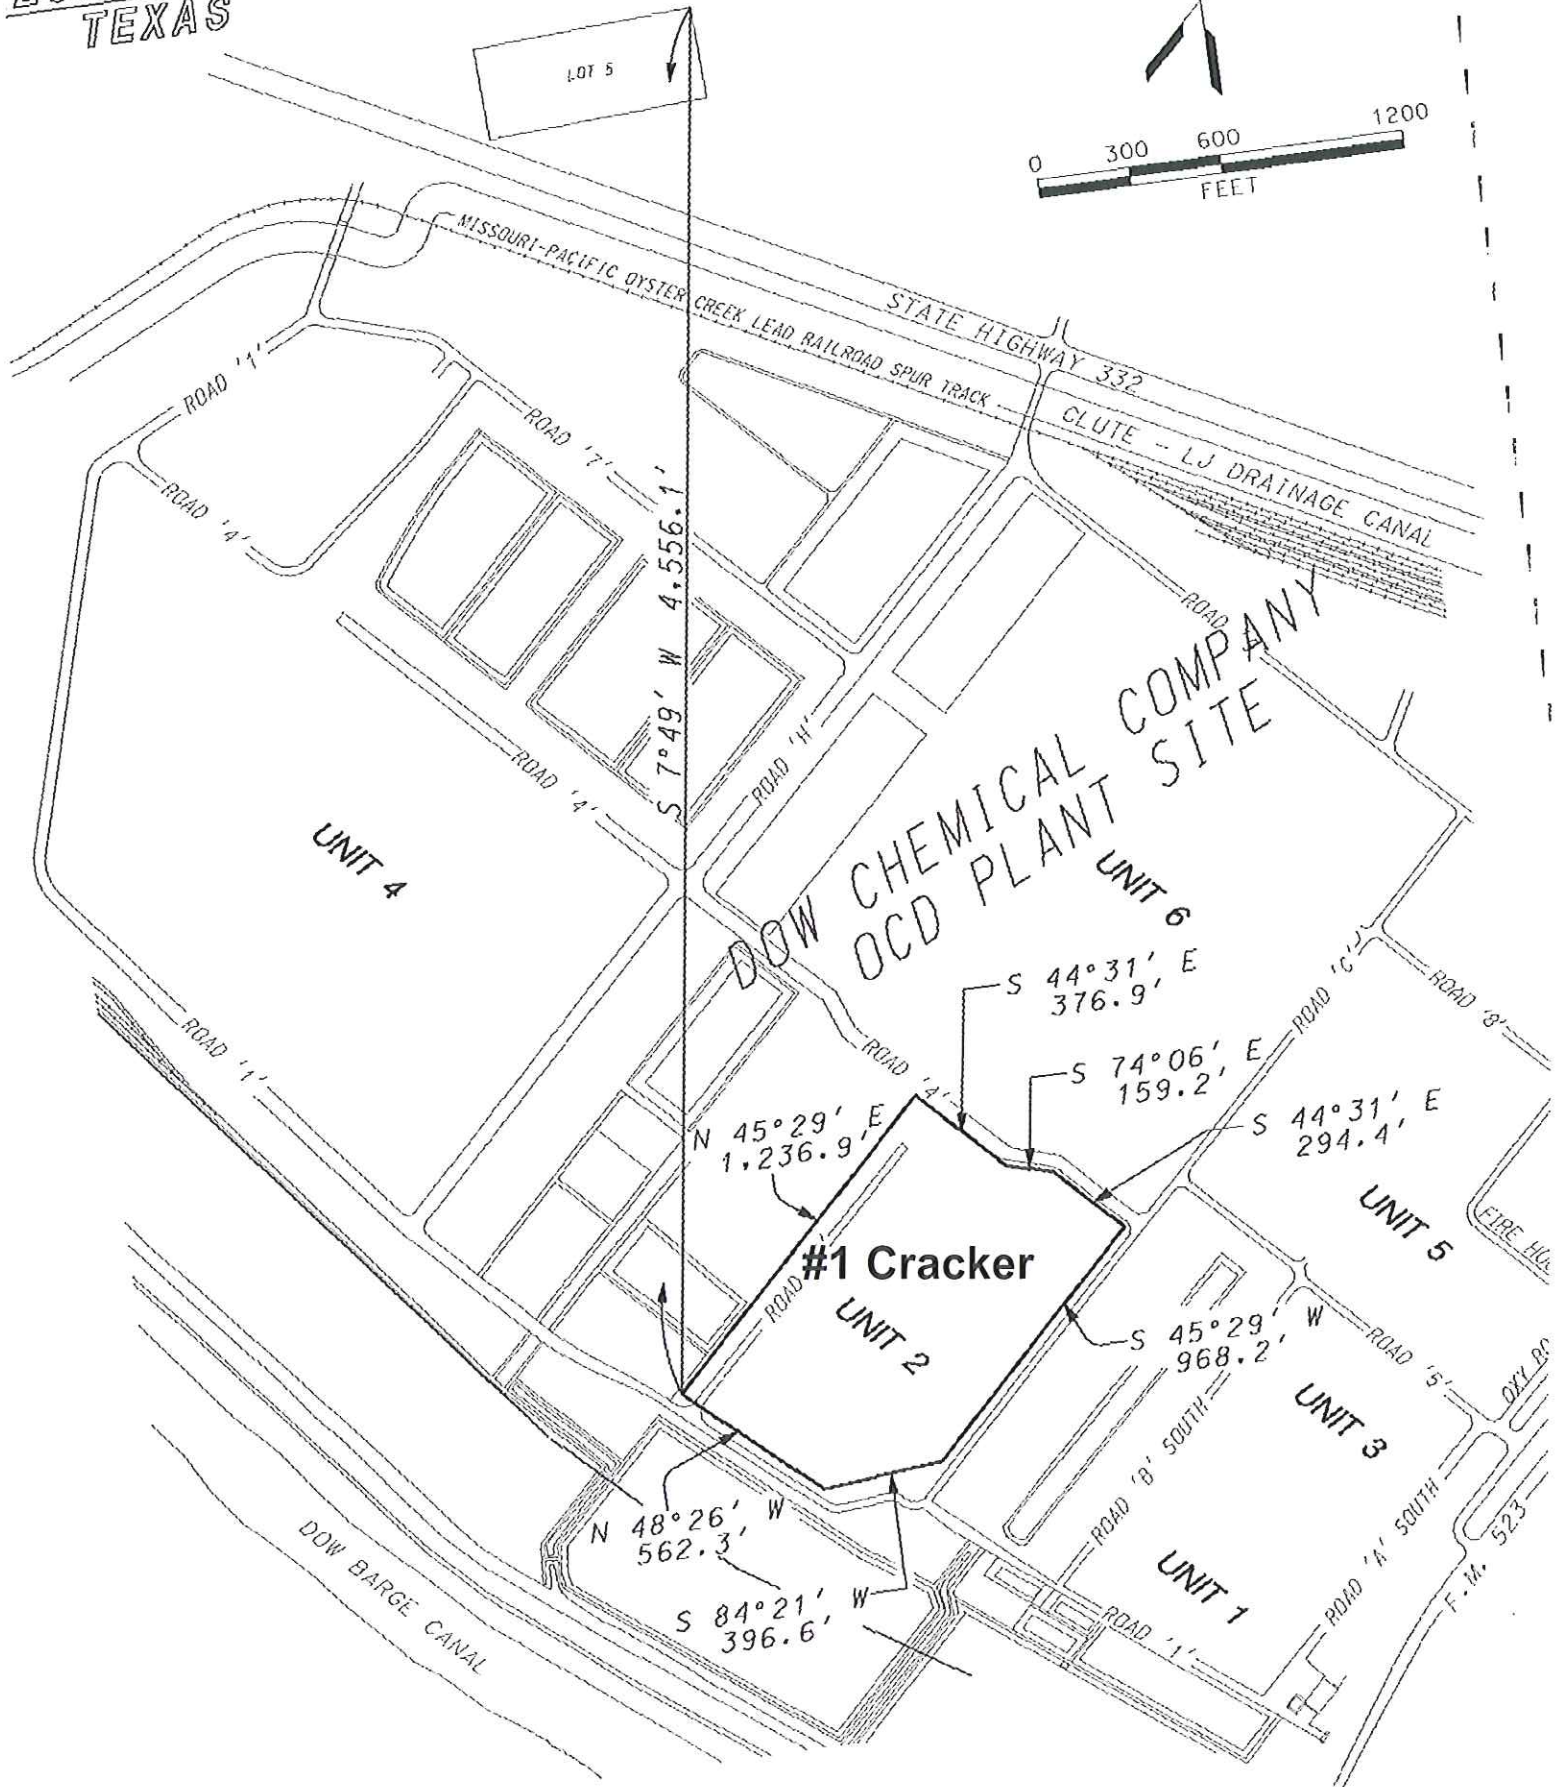 TEXAS
LOT 5
0 300 600 1200
FEET
MISSOURI-PACIFIC OYSTER CREEK LEAD RAILROAD SPUR TRACK
STATE HIGHWAY 332
CLUTE - LJ DRAINAGE CANAL
ROAD '1'
ROAD '7'
ROAD '4'
S 7°49' W 4,556.1'
ROAD
ROAD 'H'
ROAD '4'
DOW CHEMICAL COMPANY
OCD PLANT SITE
UNIT 4
UNIT 6
S 44°31' E
376.9'
ROAD 'C'
ROAD '8'
ROAD '1'
ROAD '4'
S 74°06' E
159.2'
N 45°29' E
1,236.9'
S 44°31' E
294.4'
UNIT 5
FIRE
#1 Cracker
ROAD
UNIT 2
S 45°29' W
968.2'
ROAD '5'
OXY
UNIT 3
ROAD 'B' SOUTH
ROAD 'A' SOUTH
F.M. 523
N 48°26' W
562.3'
S 84°21' W
396.6'
DOW BARGE CANAL
UNIT 1
ROAD '1'